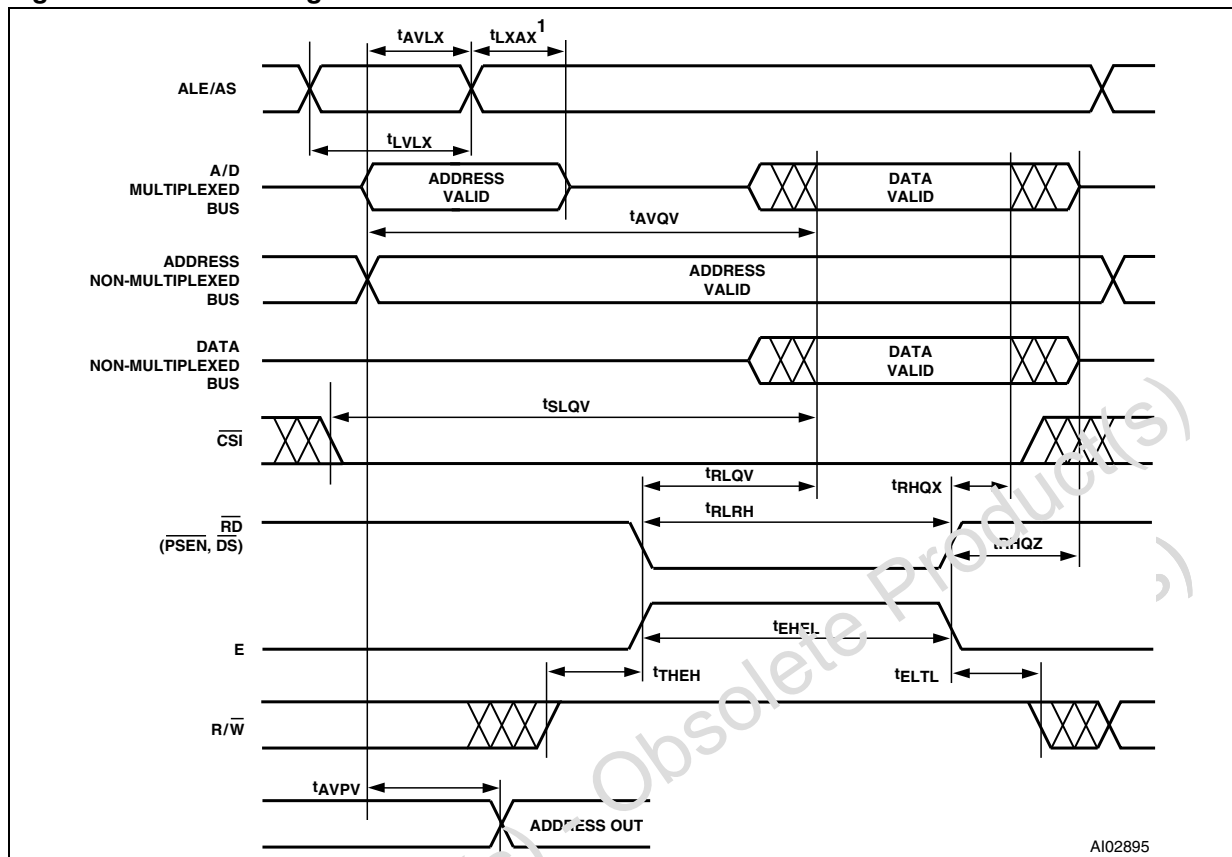 tAVLX
tLXAX 1
ALE/AS
tLVLX
A/D
MULTIPLEXED
BUS
ADDRESS
VALID
DATA
VALID
tAVQV
ADDRESS
NON-MULTIPLEXED
BUS
ADDRESS
VALID
DATA
NON-MULTIPLEXED
BUS
DATA
VALID
tSLQV
CSI
tRLQV
tRHQX
tRLRH
RD
(PSEN, DS)
tRHQZ
tEHEL
E
tTHEH
tELTL
R/W
tAVPV
ADDRESS OUT
AI02895
- Obsolete Product(s)